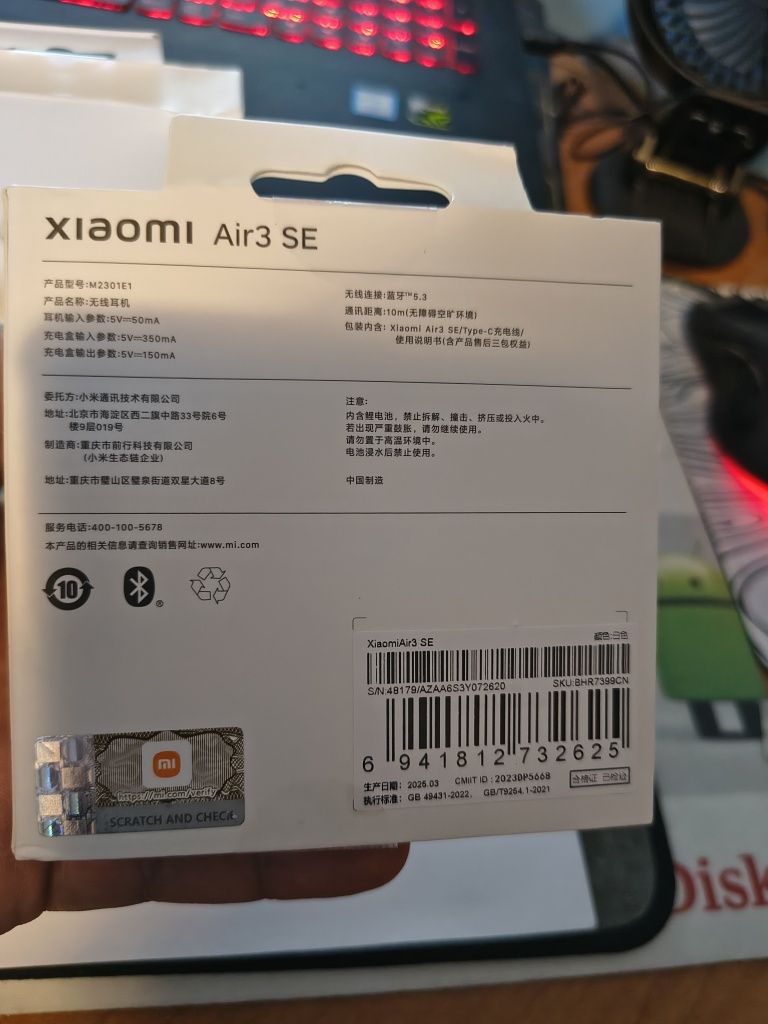 xiaomi Air3 SE
产品型号:M2301E1
产品名称:无线耳机
耳机输入参数:5V⎓50mA
充电盒输入参数:5V⎓350mA
充电盒输出参数:5V⎓150mA
无线连接:蓝牙™5.3
通讯距离:10m(无障碍空旷环境)
包装内含: Xiaomi Air3 SE/Type-C充电线/
使用说明书(含产品售后三包权益)
委托方:小米通讯技术有限公司
地址:北京市海淀区西二旗中路33号院6号
楼9层019号
制造商:重庆市前行科技有限公司
(小米生态链企业)
地址:重庆市璧山区璧泉街道双星大道8号
注意:
内含锂电池，禁止拆解、撞击、挤压或投入火中。
若出现严重鼓胀，请勿继续使用。
请勿置于高温环境中。
电池浸水后禁止使用。
中国制造
服务电话:400-100-5678
本产品的相关信息请查询销售网址:www.mi.com
10
®
XiaomiAir3 SE 颜色:白色
S/N:48179/AZAA6S3Y072620 SKU:BHR7399CN
6 941812 732625
生产日期: 2025.03 CMIIT ID : 2023DP5668
合格证 已检验
执行标准: GB 49431-2022、 GB/T9254.1-2021
mi
https://mi.com/verify
SCRATCH AND CHECK
Disk